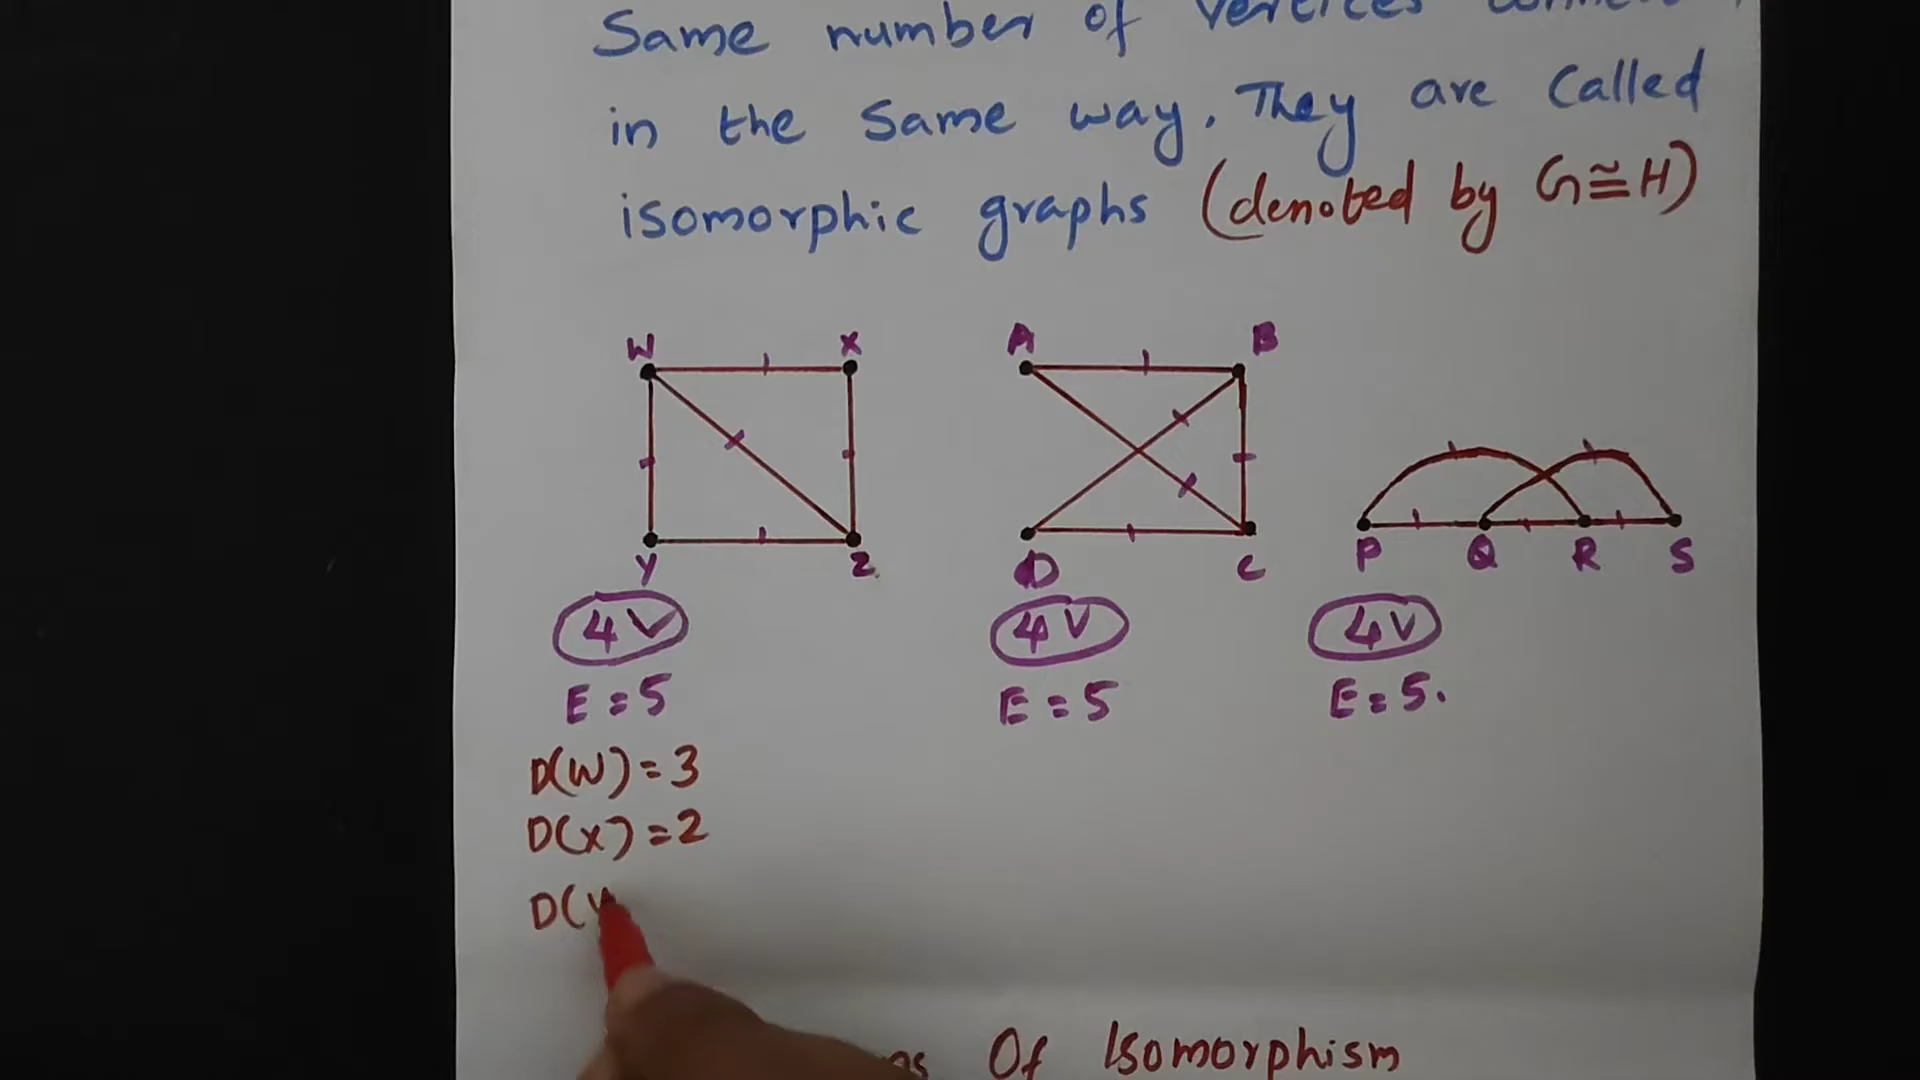 Same number of Vertices
in the same way. They are called
isomorphic graphs (denoted by G≅H)
W X A B
Y Z D C P Q R S
4V 4V 4V
E=5 E=5 E=5.
D(W)=3
D(X)=2
D(
Of Isomorphism